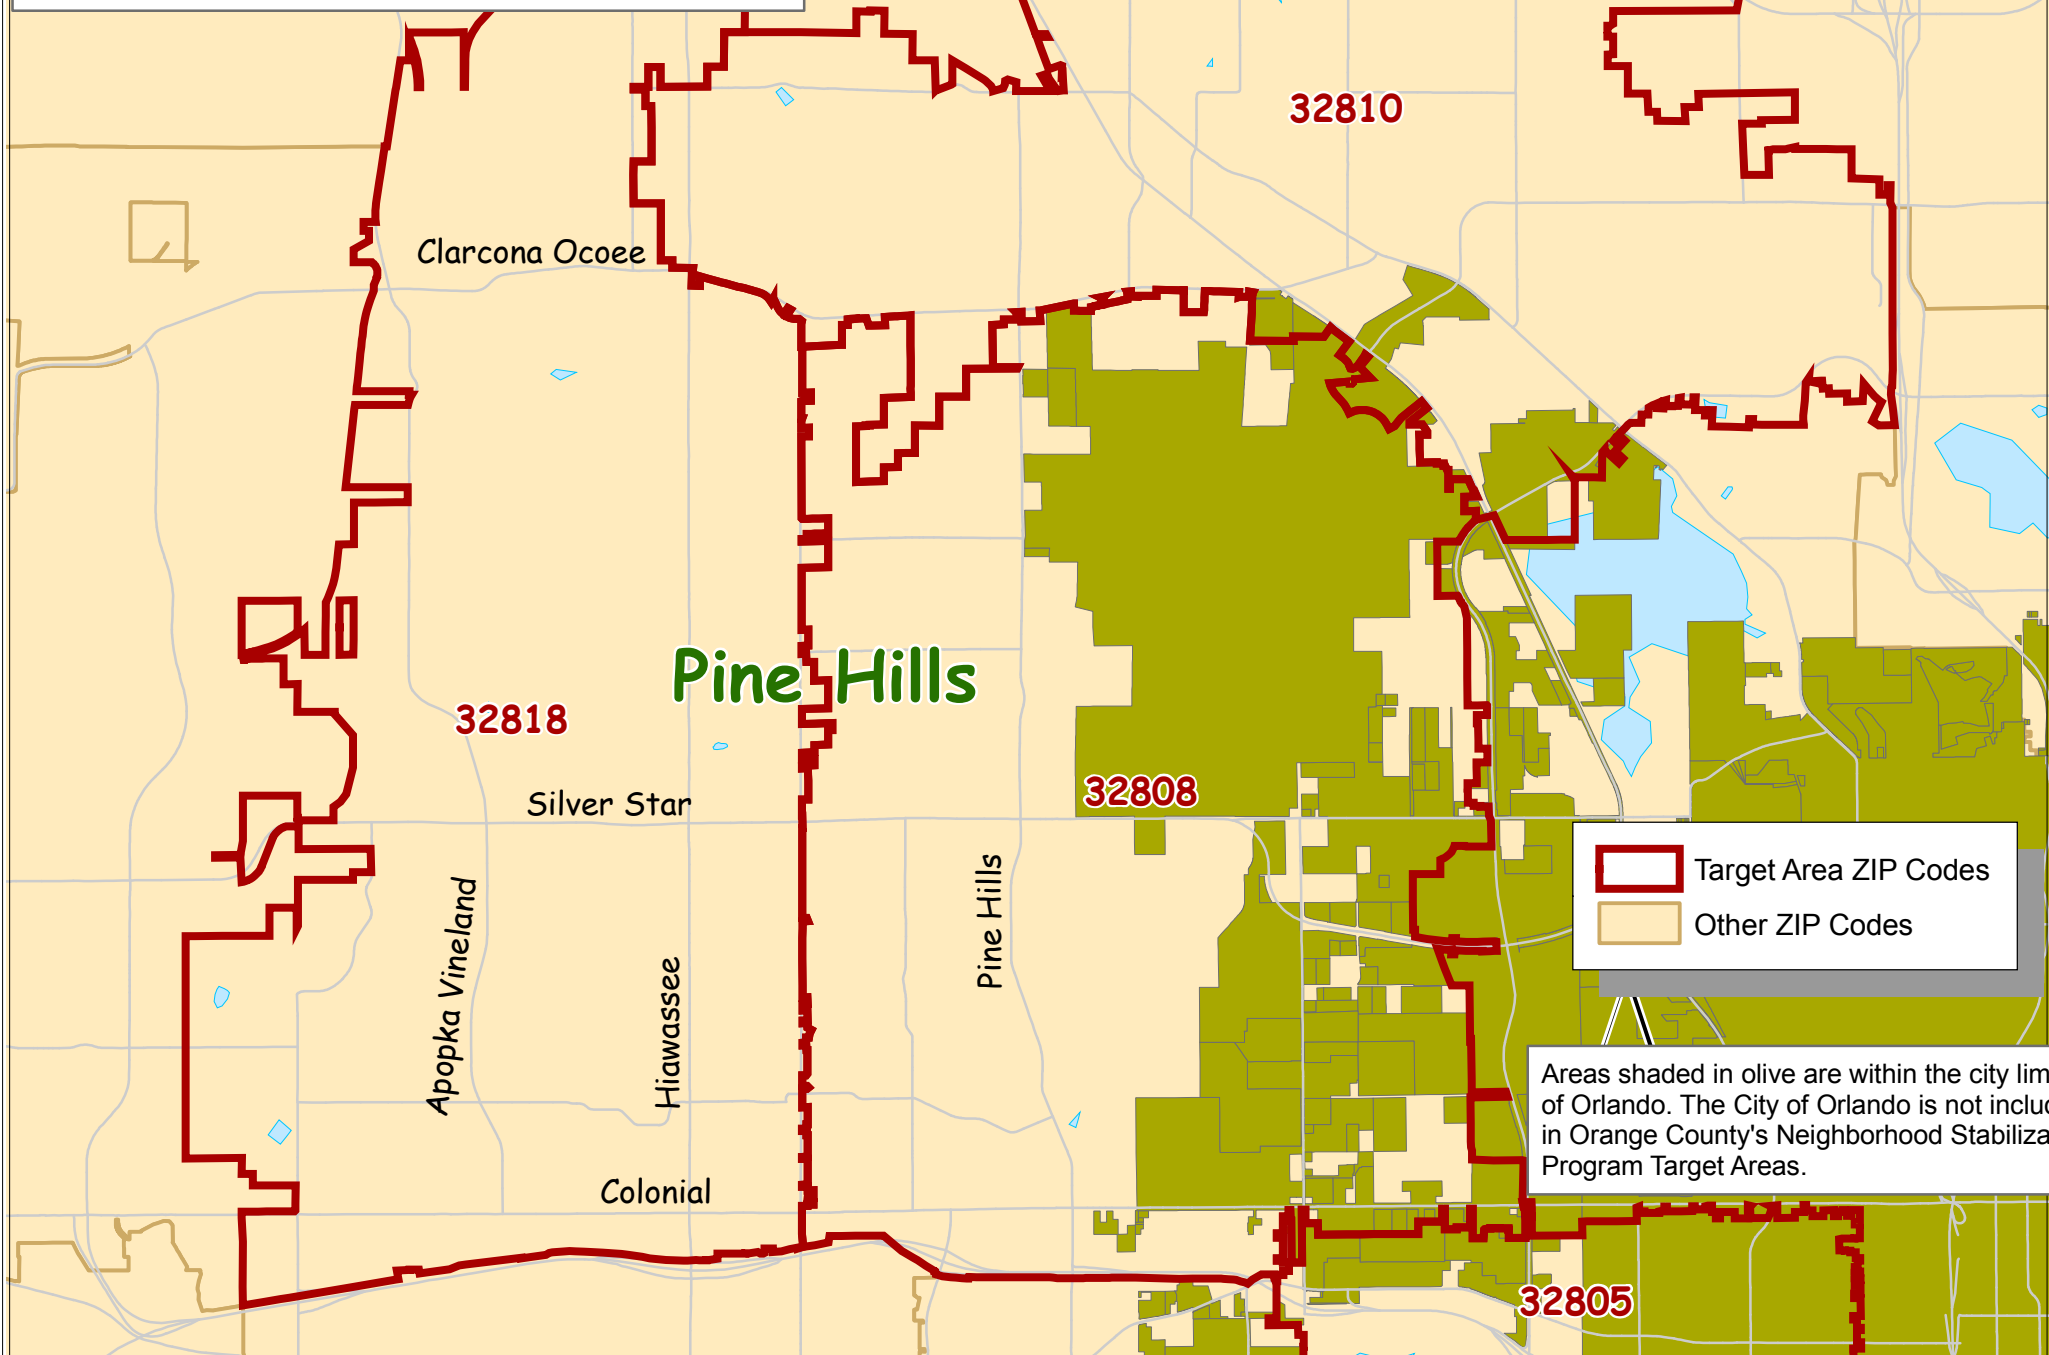 32810
Clarcona Ocoee
Pine Hills
32818
32808
Silver Star
Pine Hills
Apopka Vineland
Hiawassee
Colonial
32805
Target Area ZIP Codes
Other ZIP Codes
Areas shaded in olive are within the city lim
of Orlando. The City of Orlando is not includ
in Orange County's Neighborhood Stabiliza
Program Target Areas.